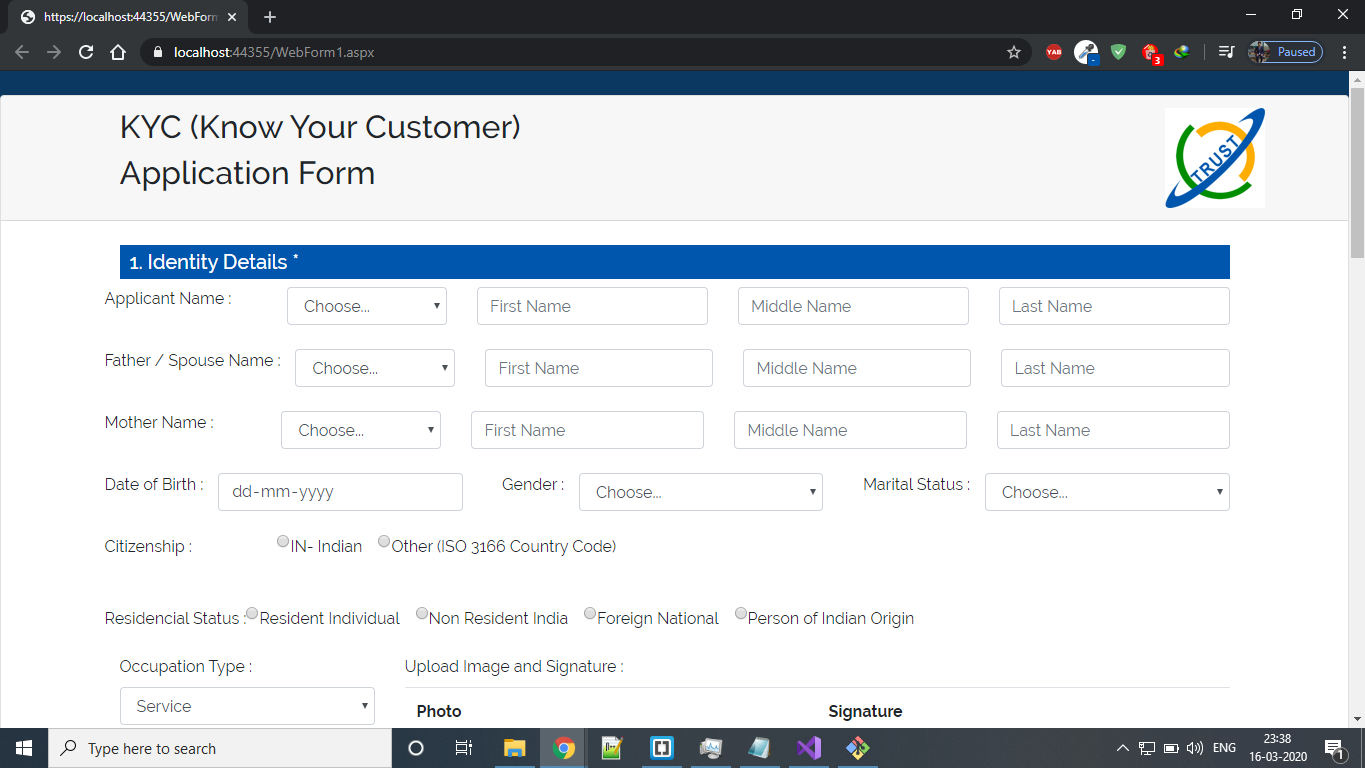 https://localhost:44355/WebForm
localhost:44355/WebForm1.aspx
YAB
3
Paused
KYC (Know Your Customer)
Application Form
TRUST
1. Identity Details *
Applicant Name : Choose... First Name Middle Name Last Name
Father / Spouse Name : Choose... First Name Middle Name Last Name
Mother Name : Choose... First Name Middle Name Last Name
Date of Birth : dd-mm-yyyy Gender : Choose... Marital Status : Choose...
Citizenship : IN- Indian Other (ISO 3166 Country Code)
Residencial Status : Resident Individual Non Resident India Foreign National Person of Indian Origin
Occupation Type : Upload Image and Signature :
Service
Photo Signature
Type here to search
ENG
23:38
16-03-2020
1